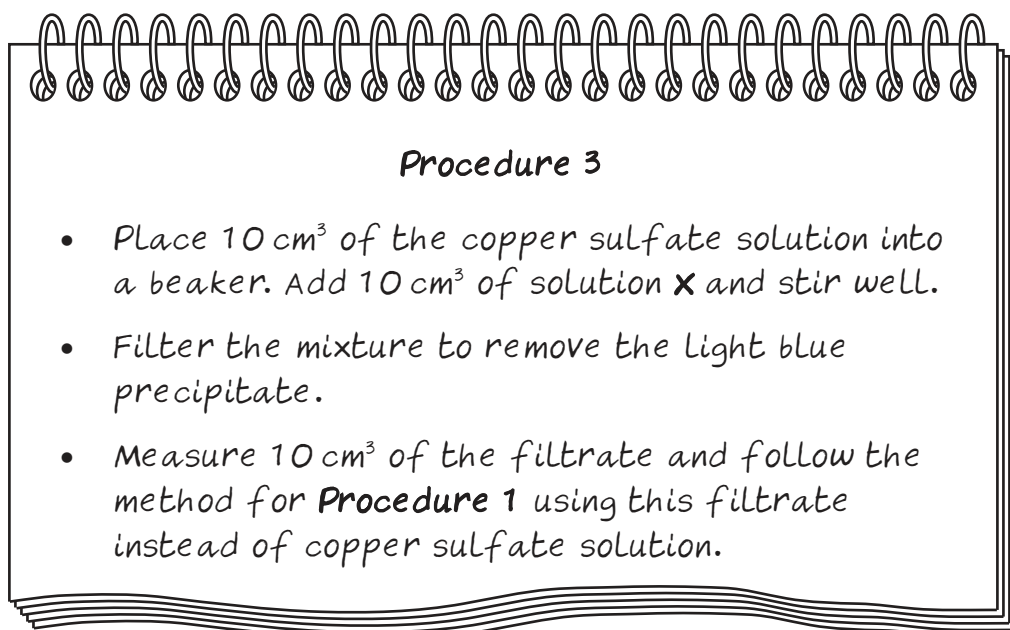 Procedure 3
• Place 10 cm³ of the copper sulfate solution into
a beaker. Add 10 cm³ of solution X and stir well.
• Filter the mixture to remove the light blue
precipitate.
• Measure 10 cm³ of the filtrate and follow the
method for Procedure 1 using this filtrate
instead of copper sulfate solution.